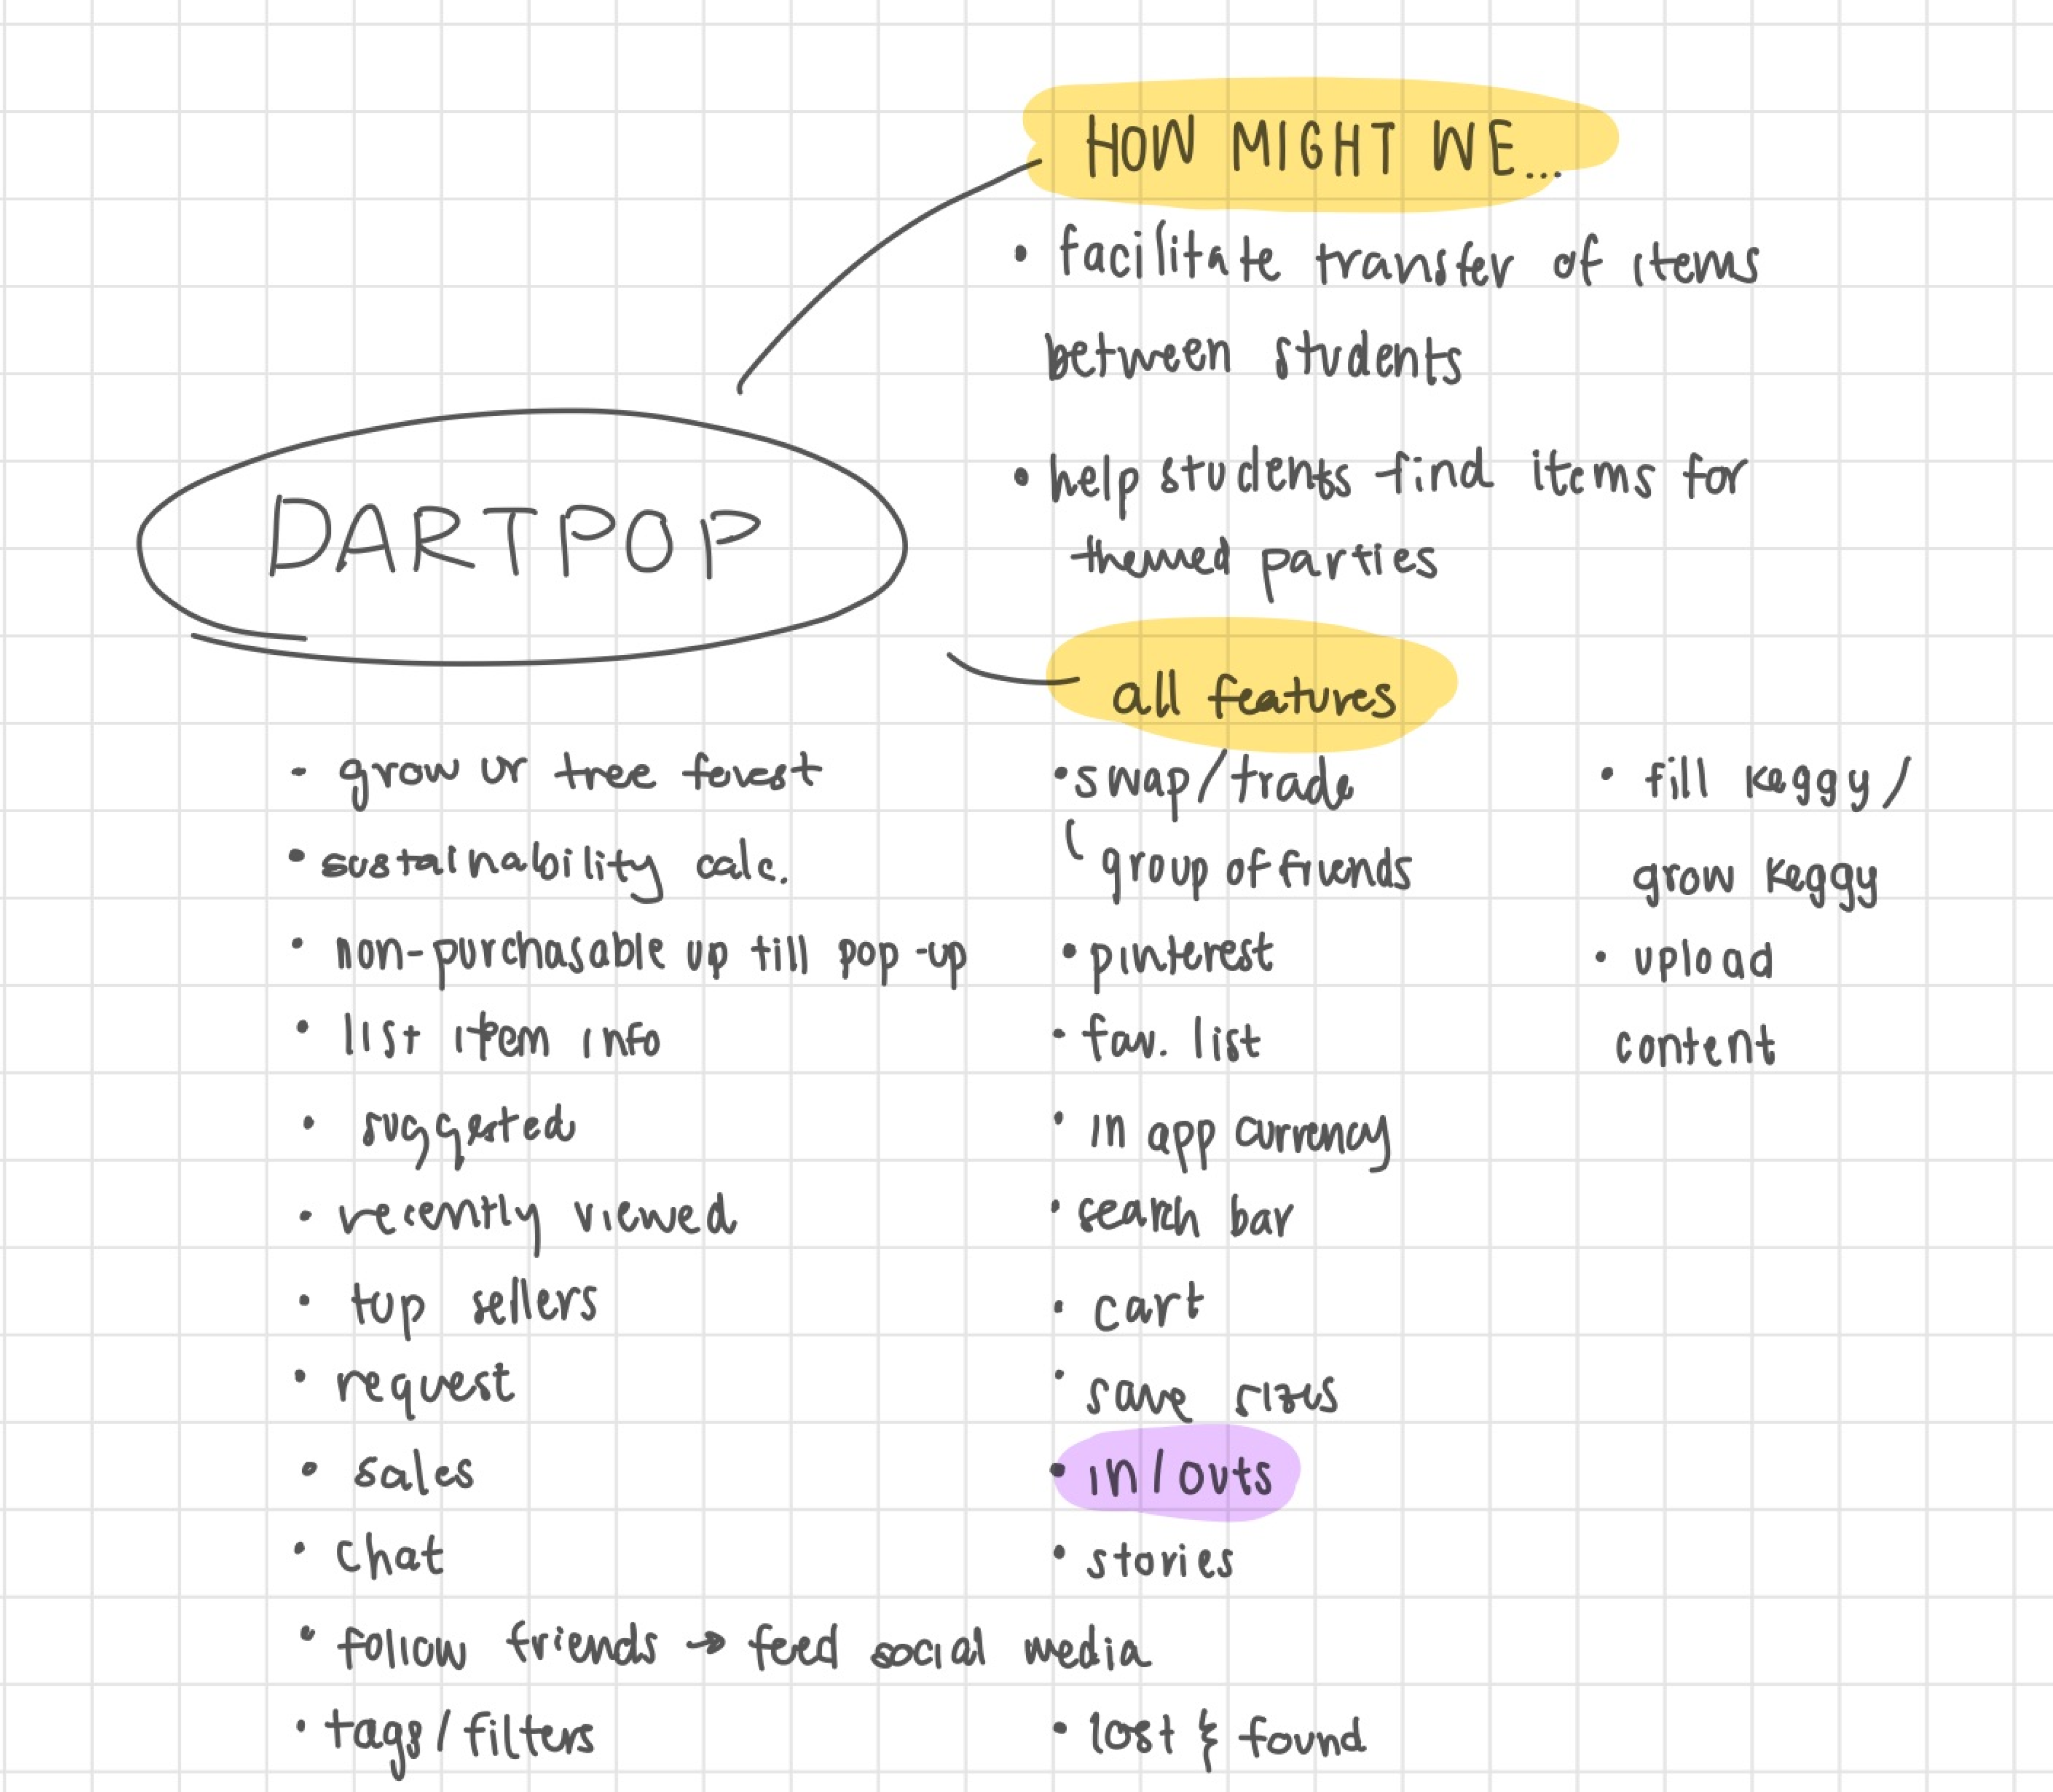 HOW MIGHT WE...
• facilitate transfer of items
between students
• help students find items for
themed parties
DARTPOP
all features
- grow ur tree forest
• sustainability calc.
• non-purchasable up till pop-up
• list item info
• suggested
• recently viewed
• top sellers
• request
• sales
• chat
• follow friends → feed social media
• tags/filters
• swap/trade
group of friends
• pinterest
• fav. list
• in app currency
• search bar
• cart
• save sizes
• in/outs
• stories
• lost & found
• fill keggy/
grow keggy
• upload
content